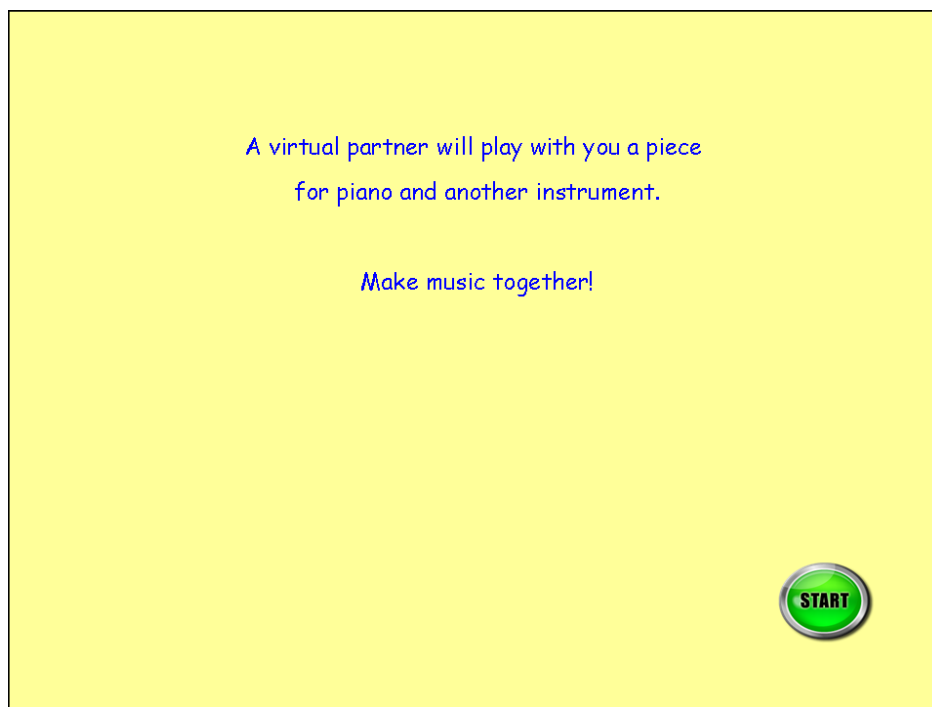 A virtual partner will play with you a piece
for piano and another instrument.
Make music together!
START